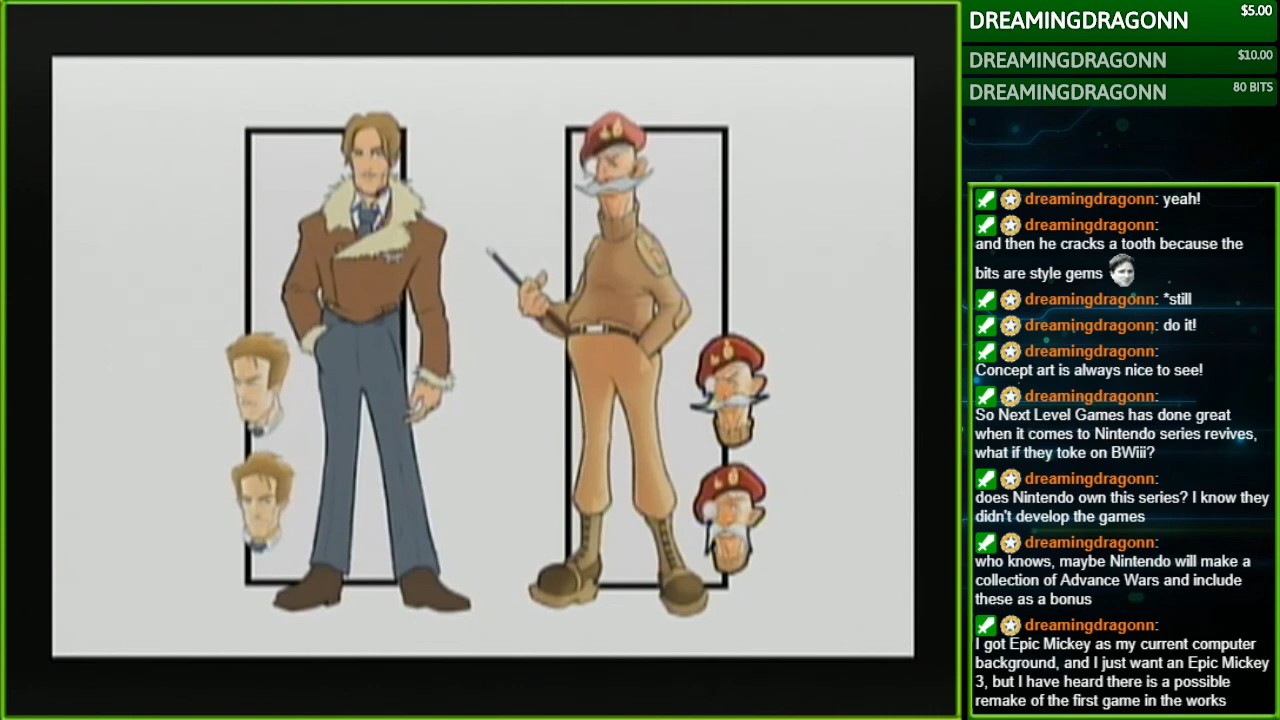 DREAMINGDRAGONN $5.00
DREAMINGDRAGONN $10.00
DREAMINGDRAGONN 80 BITS
dreamingdragonn: yeah!
dreamingdragonn:
and then he cracks a tooth because the
bits are style gems
dreamingdragonn: *still
dreamingdragonn: do it!
dreamingdragonn:
Concept art is always nice to see!
dreamingdragonn:
So Next Level Games has done great
when it comes to Nintendo series revives,
what if they toke on BWiii?
dreamingdragonn:
does Nintendo own this series? I know they
didn't develop the games
dreamingdragonn:
who knows, maybe Nintendo will make a
collection of Advance Wars and include
these as a bonus
dreamingdragonn:
I got Epic Mickey as my current computer
background, and I just want an Epic Mickey
3, but I have heard there is a possible
remake of the first game in the works